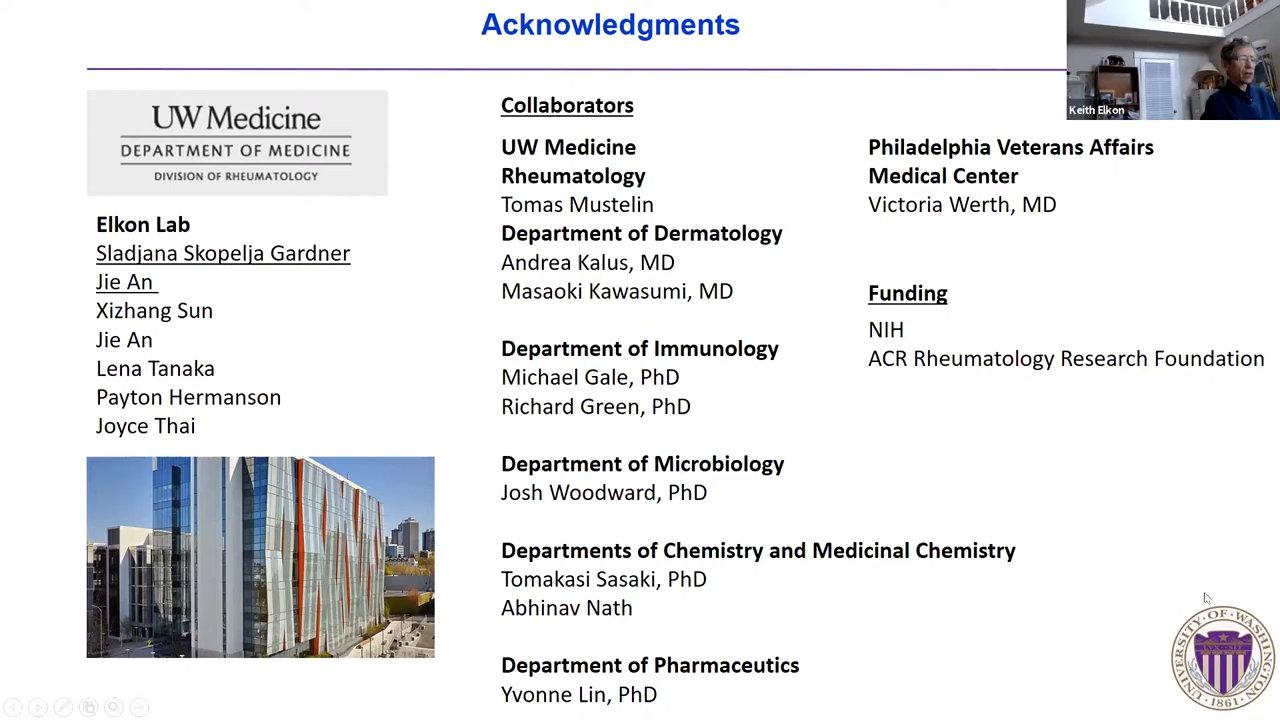 Acknowledgments
Keith Elkon
UW Medicine
DEPARTMENT OF MEDICINE
DIVISION OF RHEUMATOLOGY
Elkon Lab
Sladjana Skopelja Gardner
Jie An
Xizhang Sun
Jie An
Lena Tanaka
Payton Hermanson
Joyce Thai
Collaborators
UW Medicine
Rheumatology
Tomas Mustelin
Department of Dermatology
Andrea Kalus, MD
Masaoki Kawasumi, MD
Department of Immunology
Michael Gale, PhD
Richard Green, PhD
Department of Microbiology
Josh Woodward, PhD
Departments of Chemistry and Medicinal Chemistry
Tomakasi Sasaki, PhD
Abhinav Nath
Department of Pharmaceutics
Yvonne Lin, PhD
Philadelphia Veterans Affairs
Medical Center
Victoria Werth, MD
Funding
NIH
ACR Rheumatology Research Foundation
UNIVERSITY·OF·WASHINGTON
LVX·SIT
1861